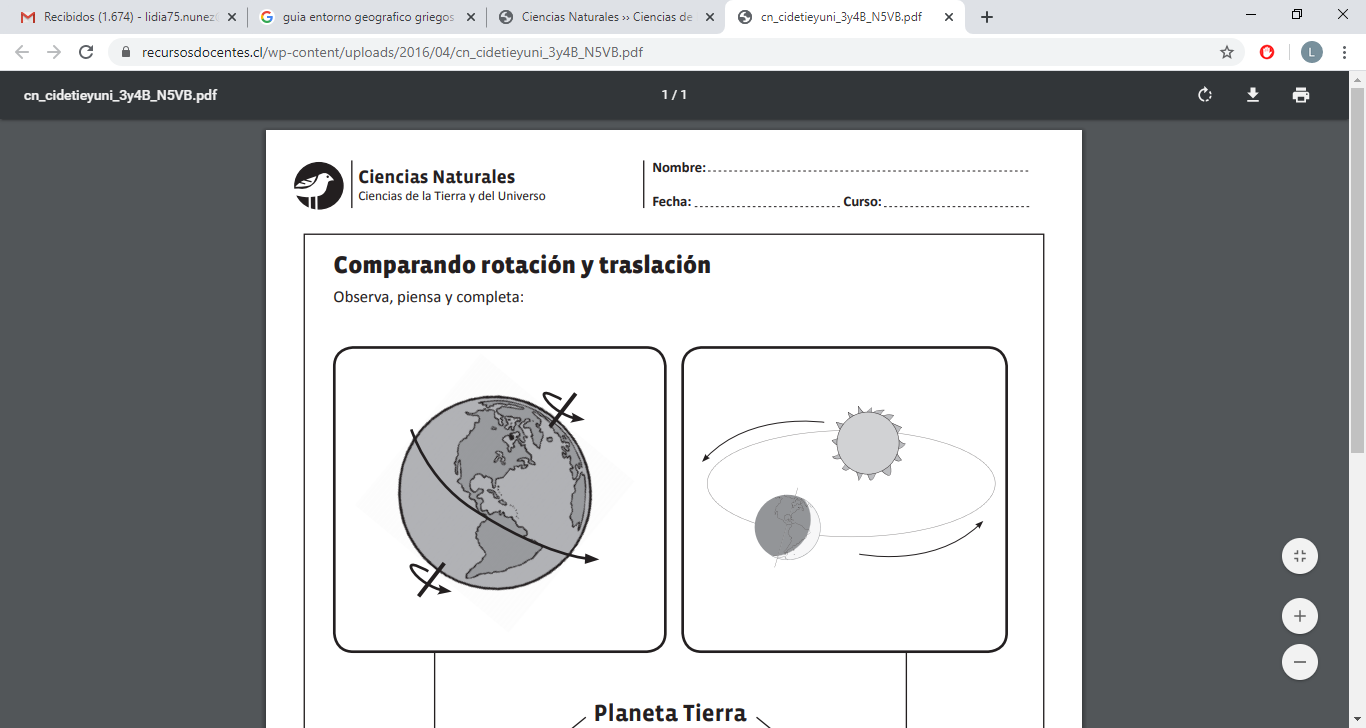 Recibidos (1.674) - lidia75.nunez
guia entorno geografico griegos
Ciencias Naturales ›› Ciencias de
cn_cidetieyuni_3y4B_N5VB.pdf
recursosdocentes.cl/wp-content/uploads/2016/04/cn_cidetieyuni_3y4B_N5VB.pdf
L
cn_cidetieyuni_3y4B_N5VB.pdf
1 / 1
Ciencias Naturales
Ciencias de la Tierra y del Universo
Nombre:
Fecha: Curso:
Comparando rotación y traslación
Observa, piensa y completa:
Planeta Tierra